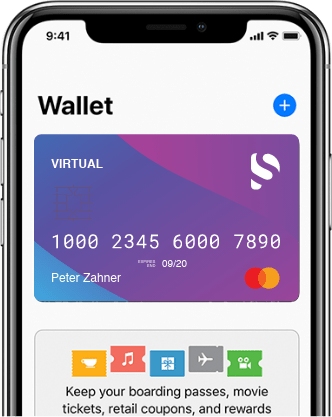 9:41
Wallet
VIRTUAL
1000 2345 6000 7890
EXPIRES
END
09/20
Peter Zahner
Keep your boarding passes, movie
tickets, retail coupons, and rewards